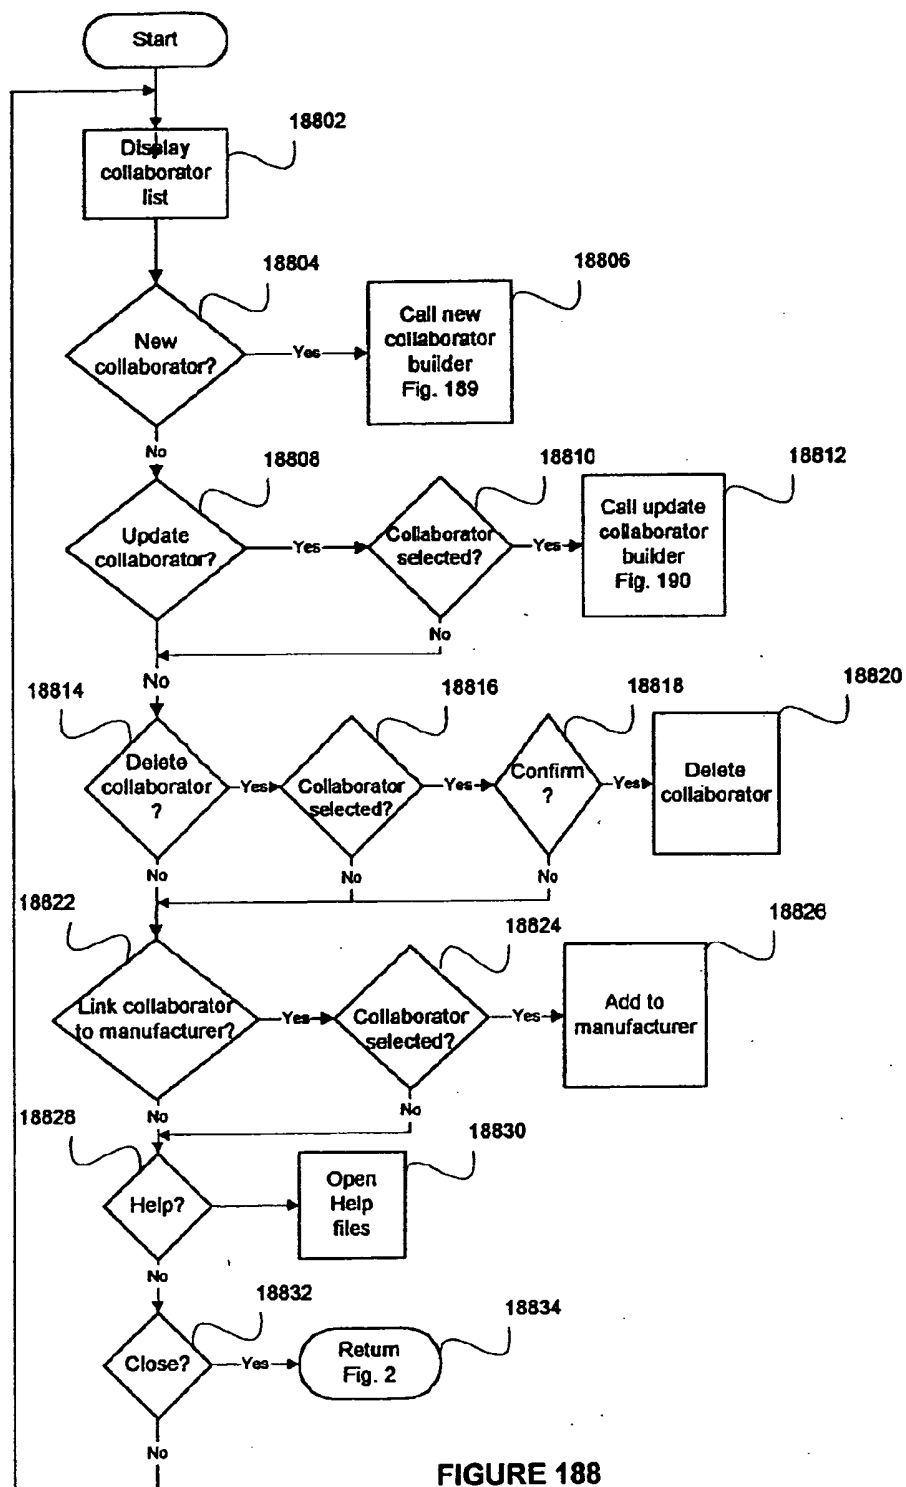 Start
18802
Display
collaborator
list
18804
New
collaborator?
Yes
18806
Call new
collaborator
builder
Fig. 189
No
18808
Update
collaborator?
Yes
18810
Collaborator
selected?
Yes
18812
Call update
collaborator
builder
Fig. 190
No
No
18814
Delete
collaborator
?
Yes
18816
Collaborator
selected?
Yes
18818
Confirm
?
Yes
18820
Delete
collaborator
No
No
No
18822
Link collaborator
to manufacturer?
Yes
18824
Collaborator
selected?
Yes
18826
Add to
manufacturer
No
No
18828
Help?
18830
Open
Help
files
No
18832
Close?
Yes
18834
Return
Fig. 2
No
FIGURE 188